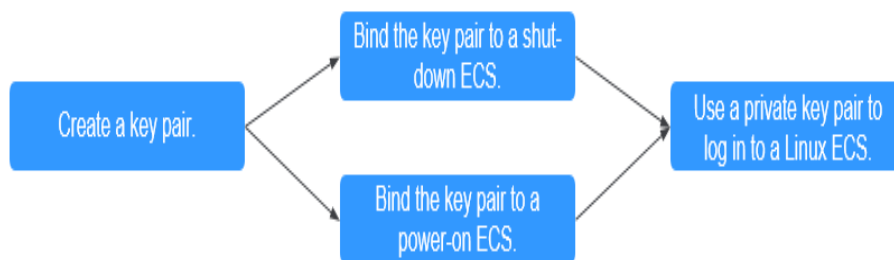 Create a key pair.
Bind the key pair to a shut-
down ECS.
Bind the key pair to a
power-on ECS.
Use a private key pair to
log in to a Linux ECS.